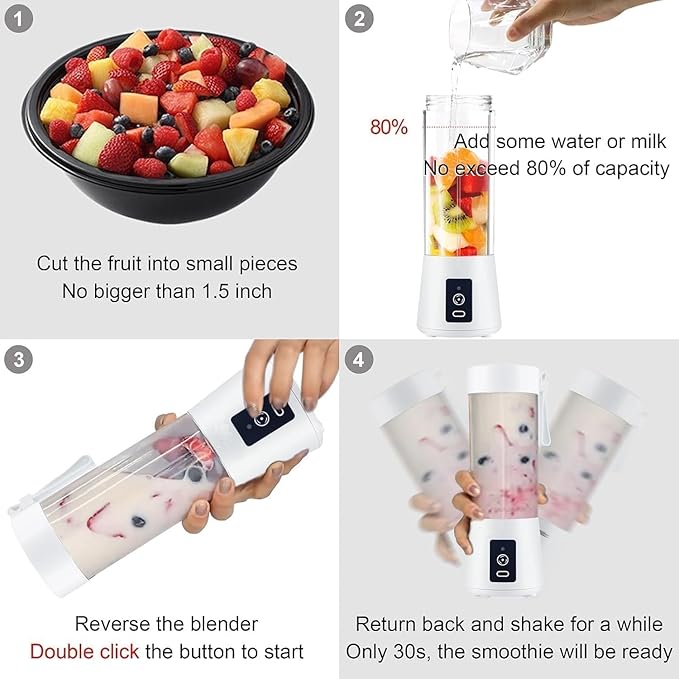 1
Cut the fruit into small pieces
No bigger than 1.5 inch
2
80%
Add some water or milk
No exceed 80% of capacity
3
Reverse the blender
Double click the button to start
4
Return back and shake for a while
Only 30s, the smoothie will be ready